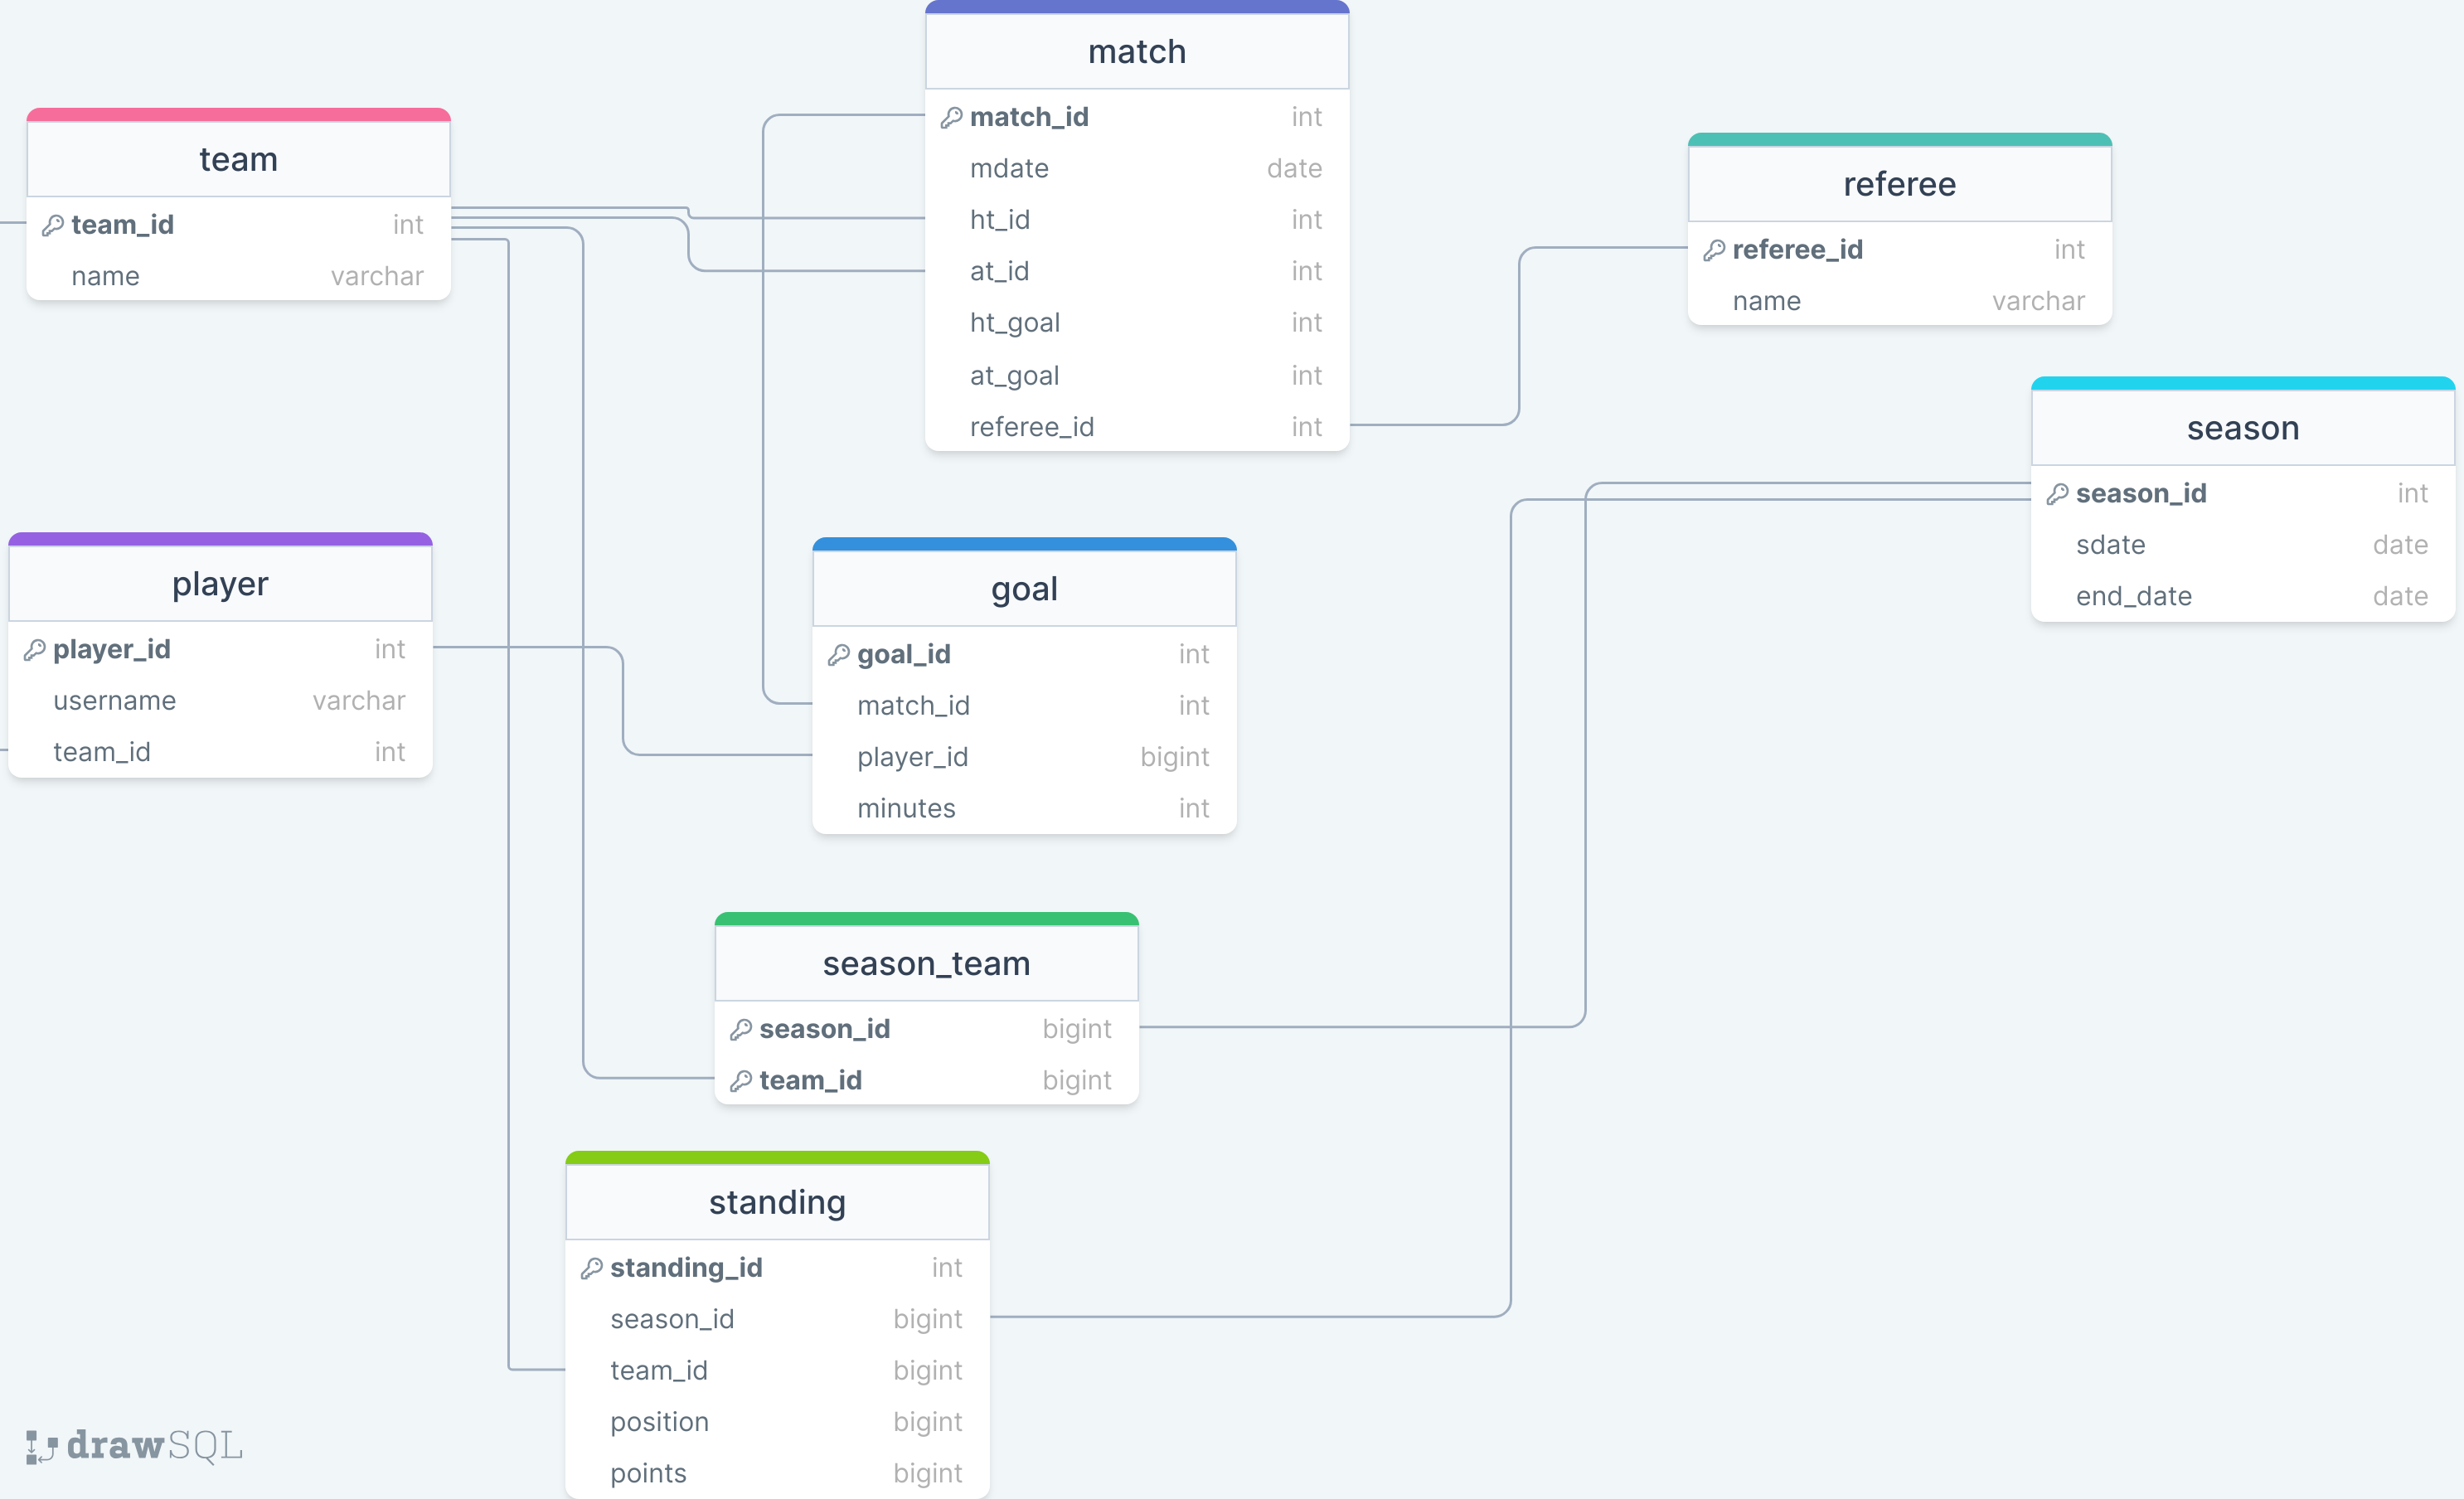 match
match_id int
mdate date
ht_id int
at_id int
ht_goal int
at_goal int
referee_id int
team
team_id int
name varchar
referee
referee_id int
name varchar
season
season_id int
sdate date
end_date date
player
player_id int
username varchar
team_id int
goal
goal_id int
match_id int
player_id bigint
minutes int
season_team
season_id bigint
team_id bigint
standing
standing_id int
season_id bigint
team_id bigint
position bigint
points bigint
drawSQL